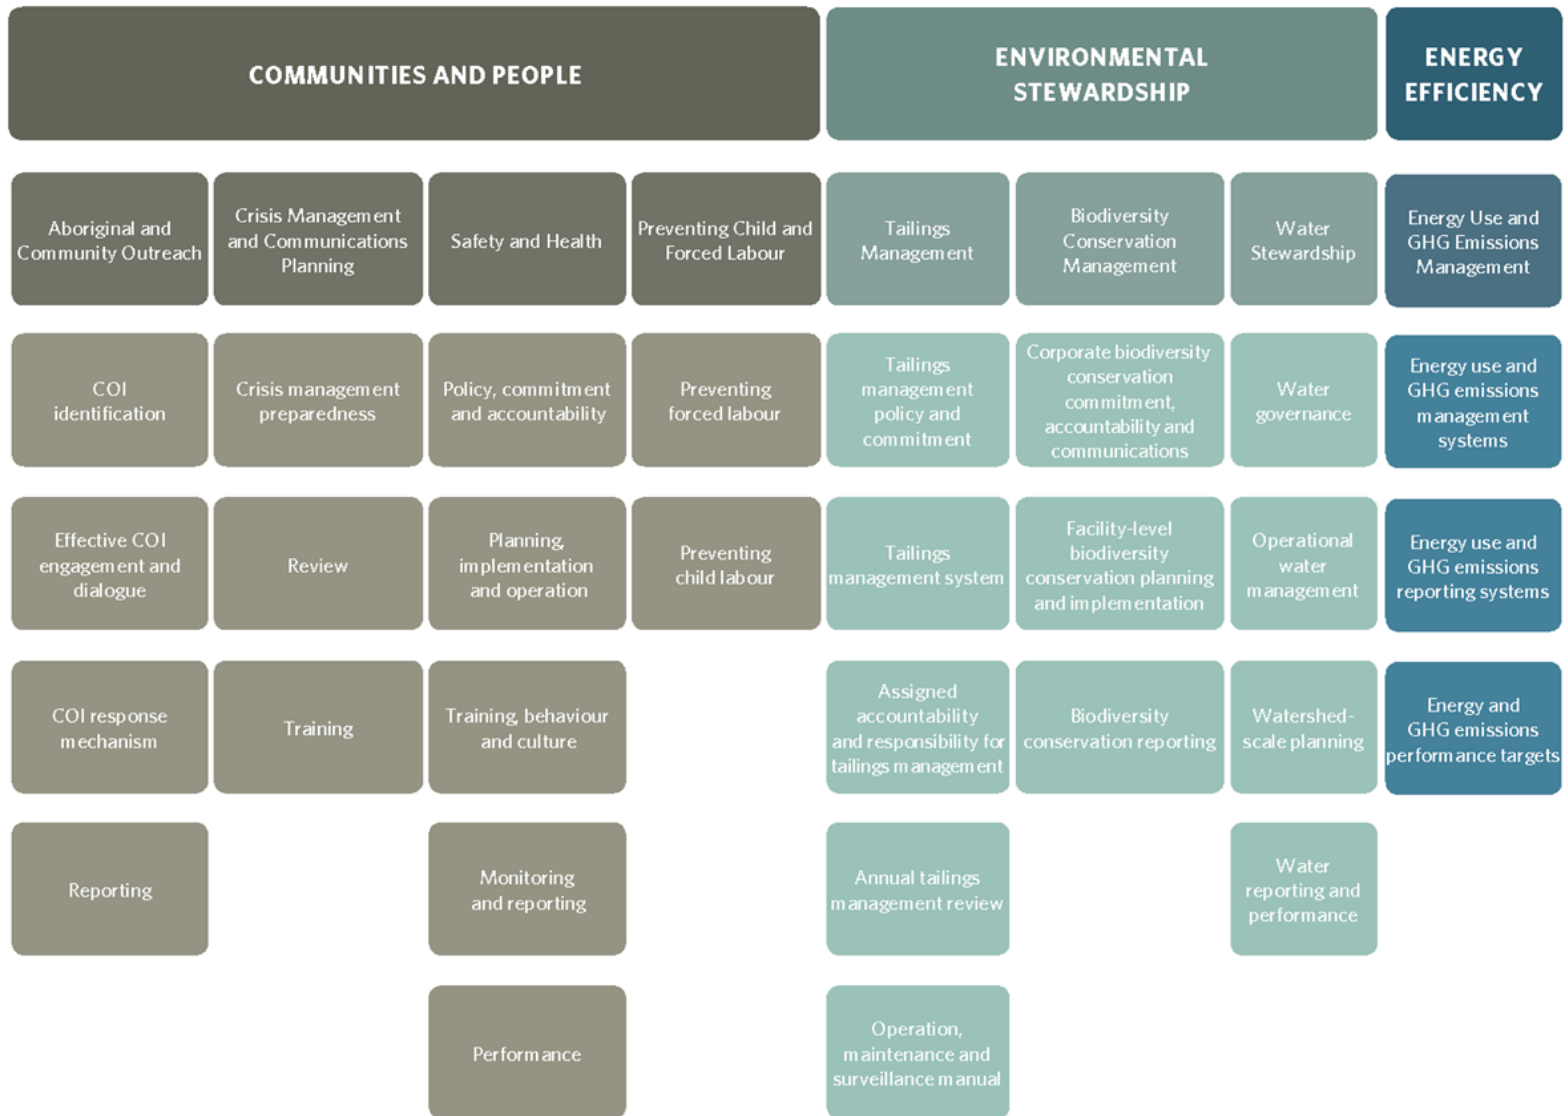 COMMUNITIES AND PEOPLE
ENVIRONMENTAL
STEWARDSHIP
ENERGY
EFFICIENCY
Aboriginal and
Community Outreach
Crisis Management
and Communications
Planning
Safety and Health
Preventing Child and
Forced Labour
Tailings
Management
Biodiversity
Conservation
Management
Water
Stewardship
Energy Use and
GHG Emissions
Management
COI
identification
Crisis management
preparedness
Policy, commitment
and accountability
Preventing
forced labour
Tailings
management
policy and
commitment
Corporate biodiversity
conservation
commitment,
accountability and
communications
Water
governance
Energy use and
GHG emissions
management
systems
Effective COI
engagement and
dialogue
Review
Planning,
implementation
and operation
Preventing
child labour
Tailings
management system
Facility-level
biodiversity
conservation planning
and implementation
Operational
water
management
Energy use and
GHG emissions
reporting systems
COI response
mechanism
Training
Training, behaviour
and culture
Assigned
accountability
and responsibility for
tailings management
Biodiversity
conservation reporting
Watershed-
scale planning
Energy and
GHG emissions
performance targets
Reporting
Monitoring
and reporting
Annual tailings
management review
Water
reporting and
performance
Performance
Operation,
maintenance and
surveillance manual